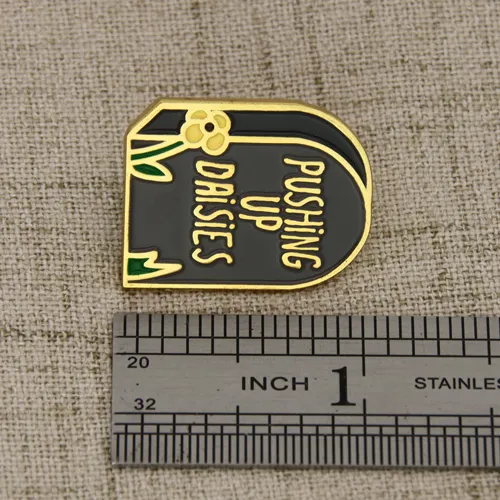 PUSHING
UP
DAISIES
20
INCH 1 STAINLES
32